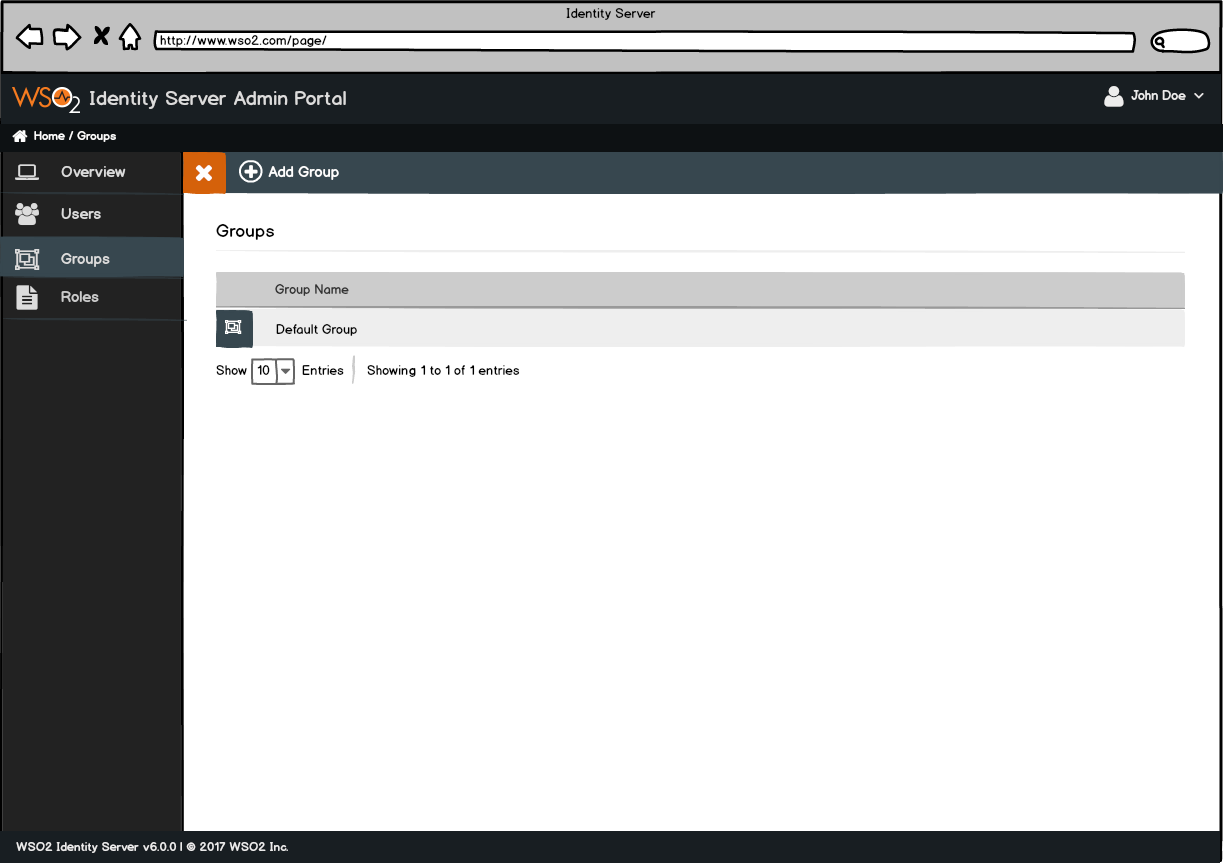 Identity Server
http://www.wso2.com/page/
WSO2 Identity Server Admin Portal
John Doe
Home / Groups
Overview
Add Group
Users
Groups
Roles
Groups
Group Name
Default Group
Show 10 Entries Showing 1 to 1 of 1 entries
WSO2 Identity Server v6.0.0 | © 2017 WSO2 Inc.